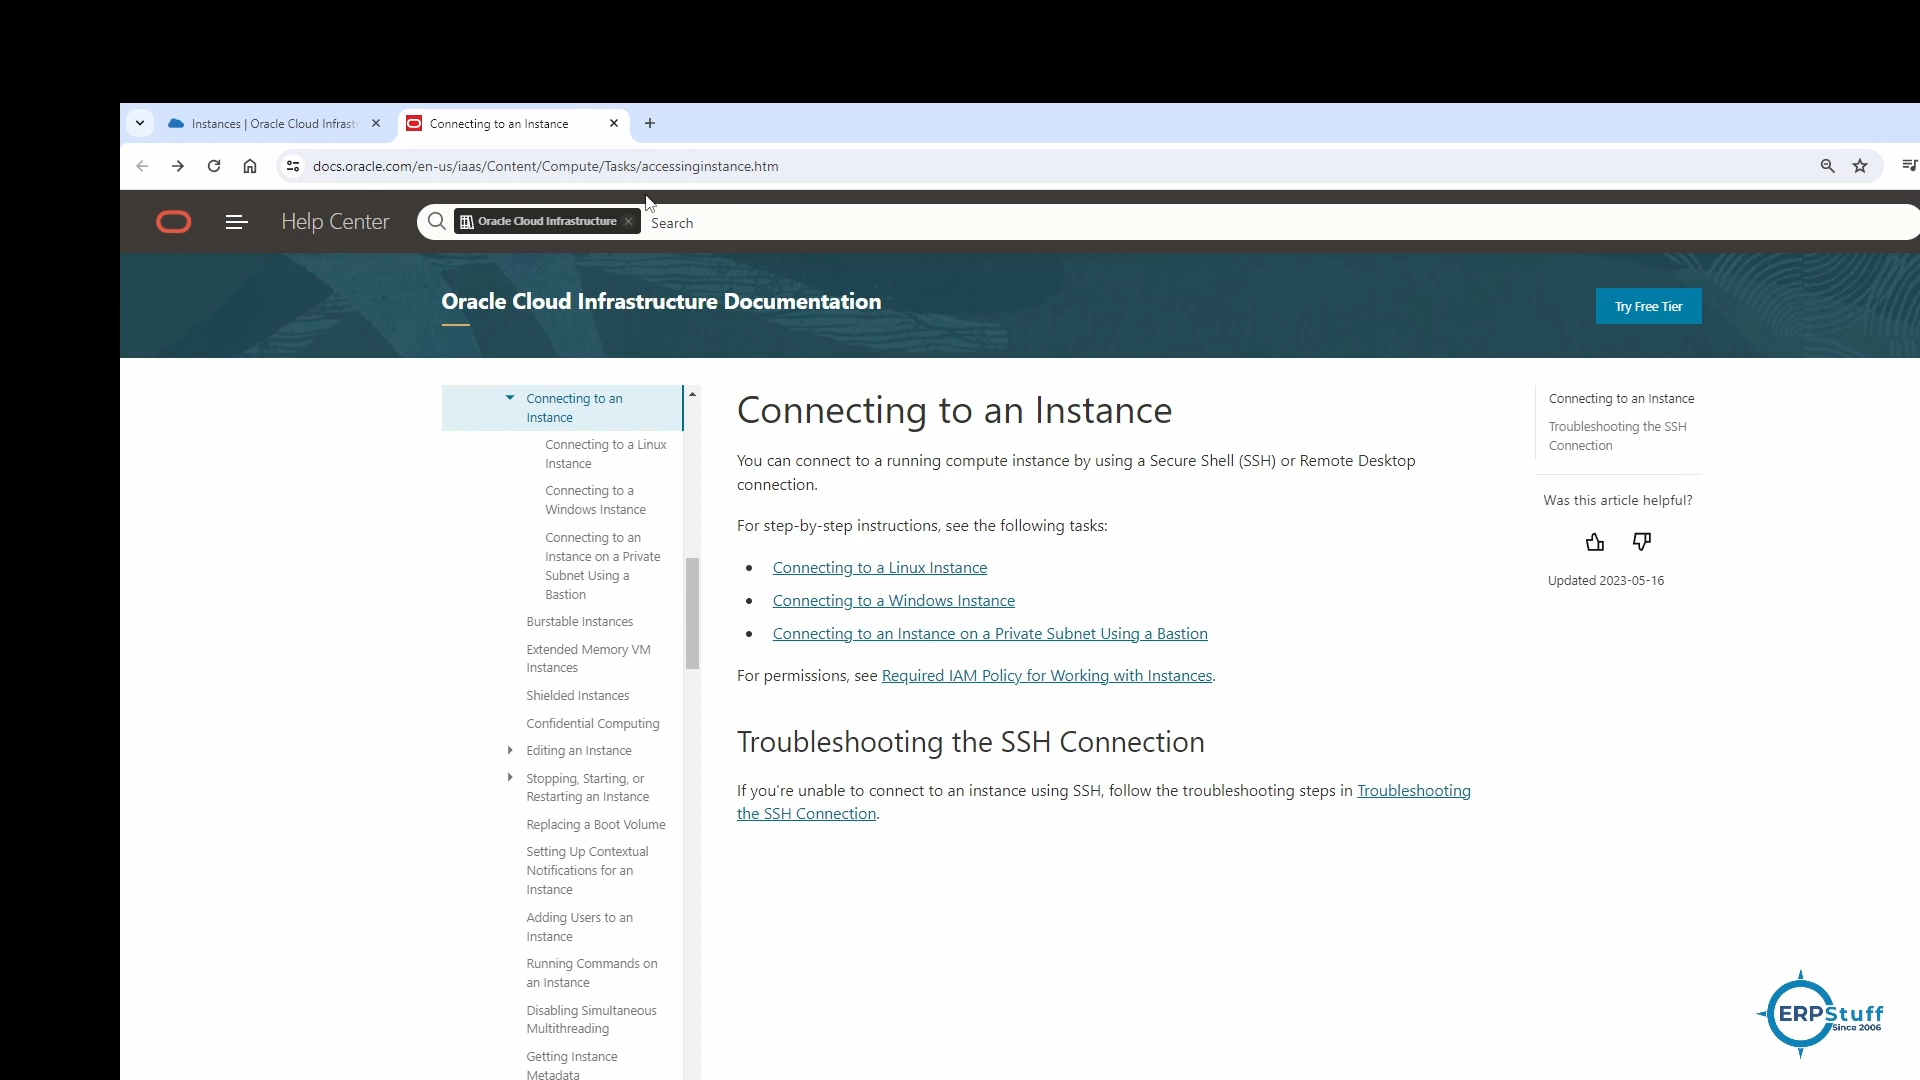 Instances | Oracle Cloud Infrast
Connecting to an Instance
docs.oracle.com/en-us/iaas/Content/Compute/Tasks/accessinginstance.htm
Help Center
Oracle Cloud Infrastructure
Search
Oracle Cloud Infrastructure Documentation
Try Free Tier
Connecting to an
Instance
Connecting to a Linux
Instance
Connecting to a
Windows Instance
Connecting to an
Instance on a Private
Subnet Using a
Bastion
Burstable Instances
Extended Memory VM
Instances
Shielded Instances
Confidential Computing
Editing an Instance
Stopping, Starting, or
Restarting an Instance
Replacing a Boot Volume
Setting Up Contextual
Notifications for an
Instance
Adding Users to an
Instance
Running Commands on
an Instance
Disabling Simultaneous
Multithreading
Getting Instance
Metadata
Connecting to an Instance
You can connect to a running compute instance by using a Secure Shell (SSH) or Remote Desktop
connection.
For step-by-step instructions, see the following tasks:
• Connecting to a Linux Instance
• Connecting to a Windows Instance
• Connecting to an Instance on a Private Subnet Using a Bastion
For permissions, see Required IAM Policy for Working with Instances.
Troubleshooting the SSH Connection
If you're unable to connect to an instance using SSH, follow the troubleshooting steps in Troubleshooting
the SSH Connection.
Connecting to an Instance
Troubleshooting the SSH
Connection
Was this article helpful?
Updated 2023-05-16
ERPStuff
Since 2006